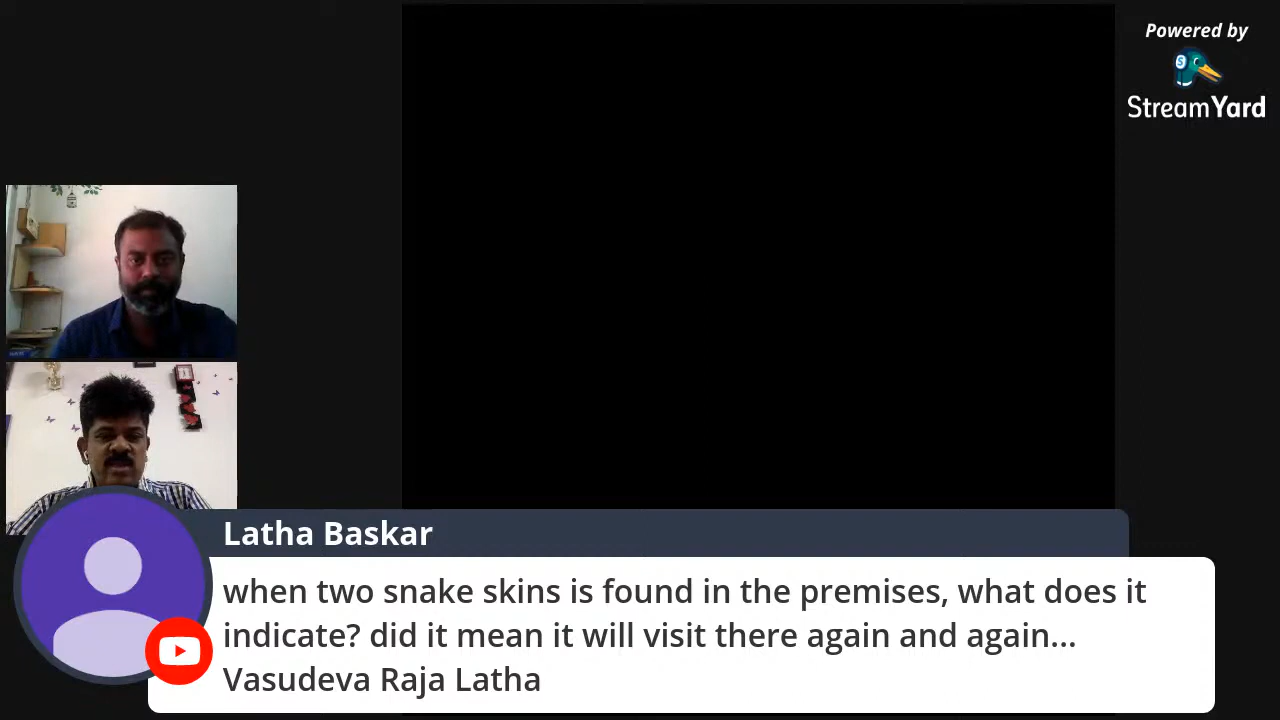 Powered by
StreamYard
Latha Baskar
when two snake skins is found in the premises, what does it
indicate? did it mean it will visit there again and again...
Vasudeva Raja Latha